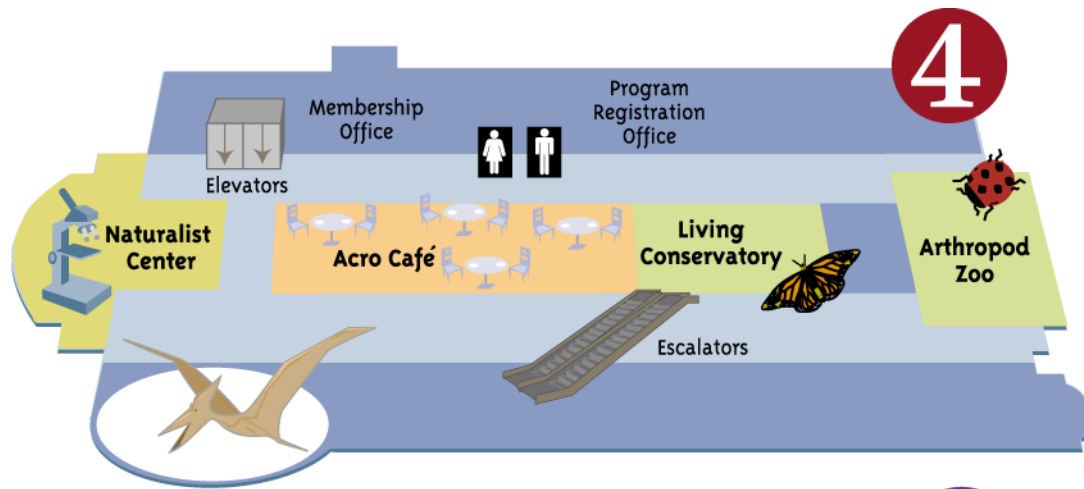 4
Membership
Office
Program
Registration
Office
Elevators
Naturalist
Center
Acro Café
Living
Conservatory
Arthropod
Zoo
Escalators